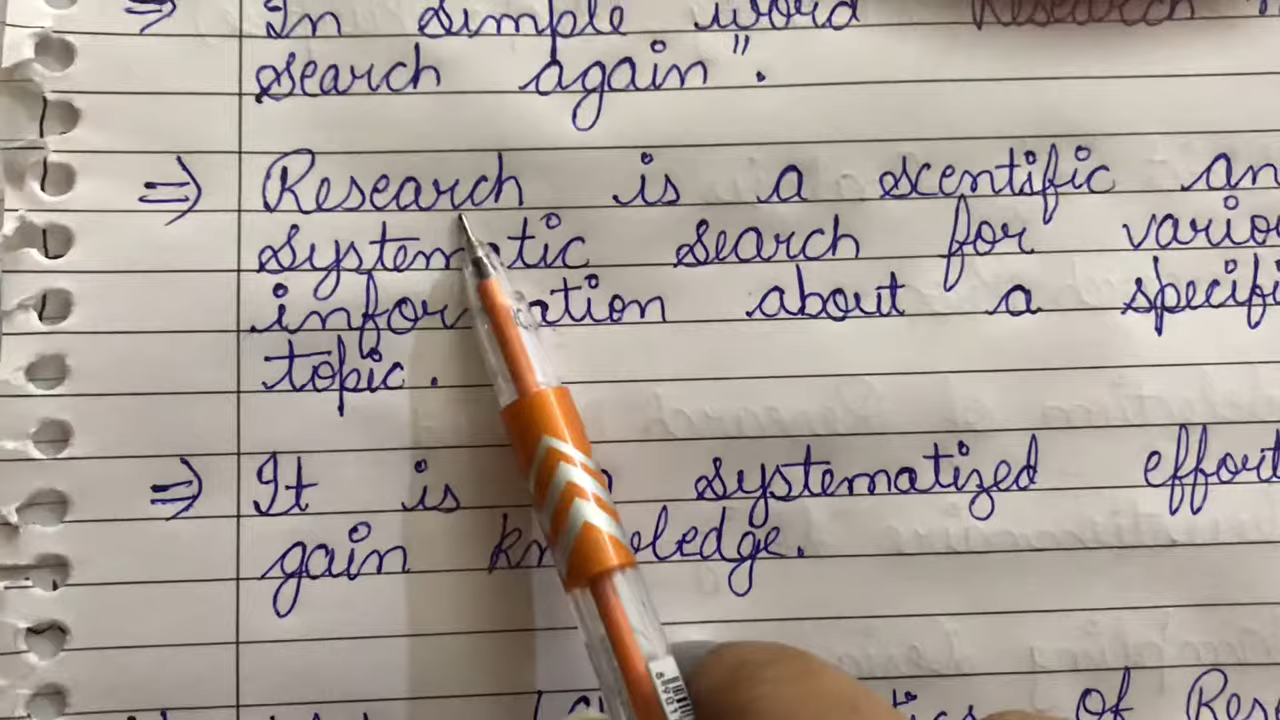 ⇒ In simple word Research
search again".
⇒ Research is a scentific an
systematic search for vario
information about a specifi
topic.
⇒ It is systematized effort
gain knowledge.
of Res